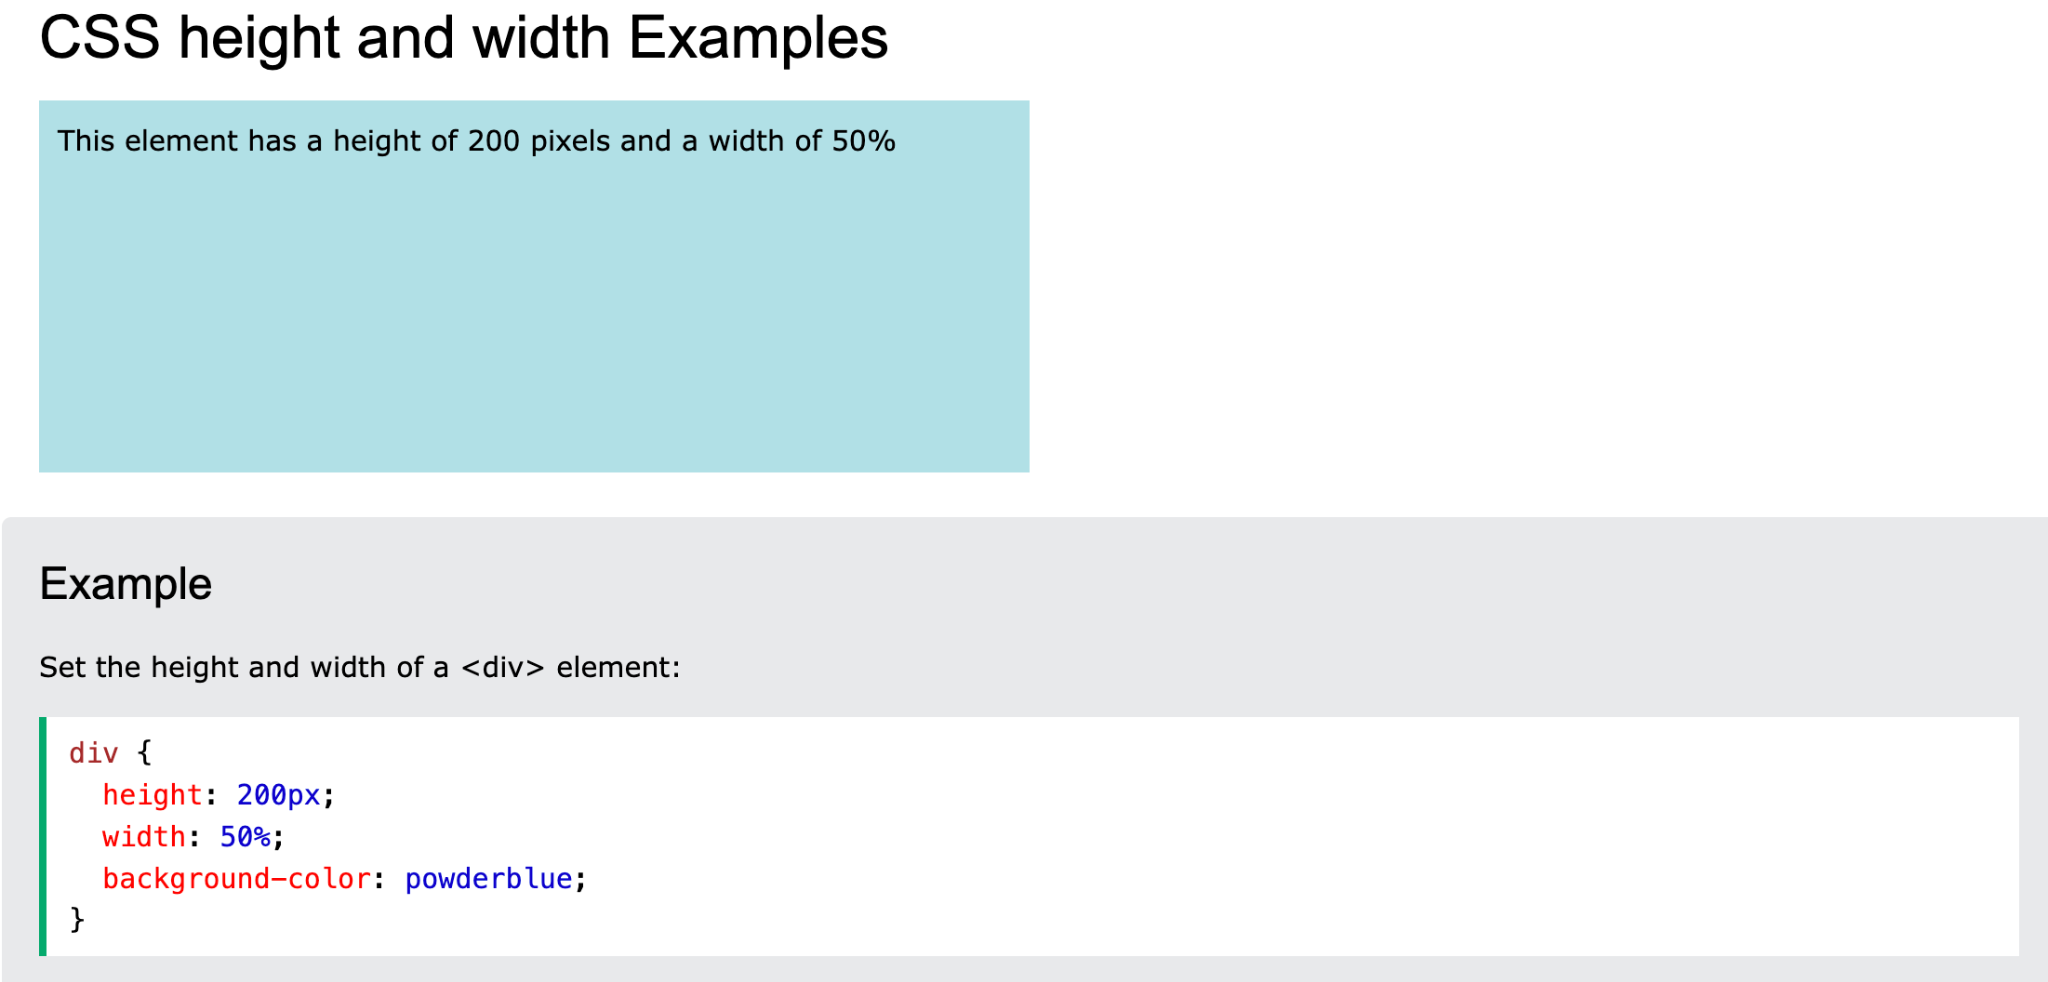 CSS height and width Examples
This element has a height of 200 pixels and a width of 50%
Example
Set the height and width of a <div> element:
div {
  height: 200px;
  width: 50%;
  background-color: powderblue;
}